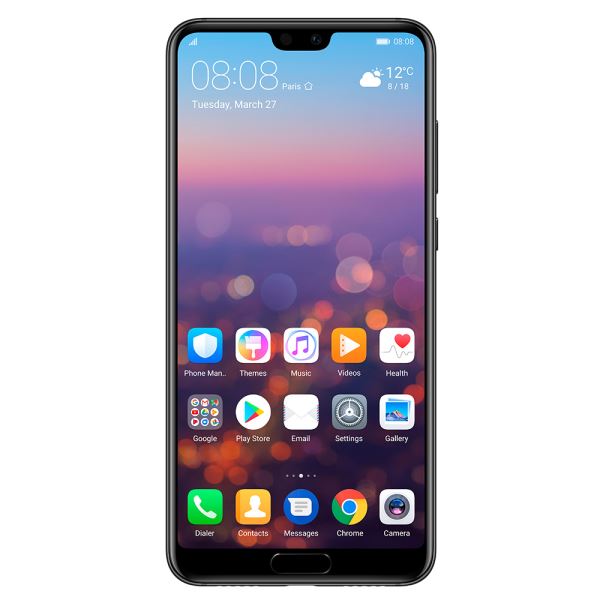 08:08
08:08
Paris
12°C
8 / 18
Tuesday, March 27
Phone Man..
Themes
Music
Videos
Health
Google
Play Store
Email
Settings
Gallery
Dialer
Contacts
Messages
Chrome
Camera